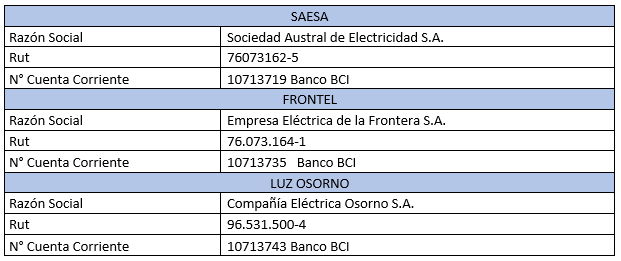 SAESA
Razón Social Sociedad Austral de Electricidad S.A.
Rut 76073162-5
N° Cuenta Corriente 10713719 Banco BCI
FRONTEL
Razón Social Empresa Eléctrica de la Frontera S.A.
Rut 76.073.164-1
N° Cuenta Corriente 10713735 Banco BCI
LUZ OSORNO
Razón Social Compañía Eléctrica Osorno S.A.
Rut 96.531.500-4
N° Cuenta Corriente 10713743 Banco BCI